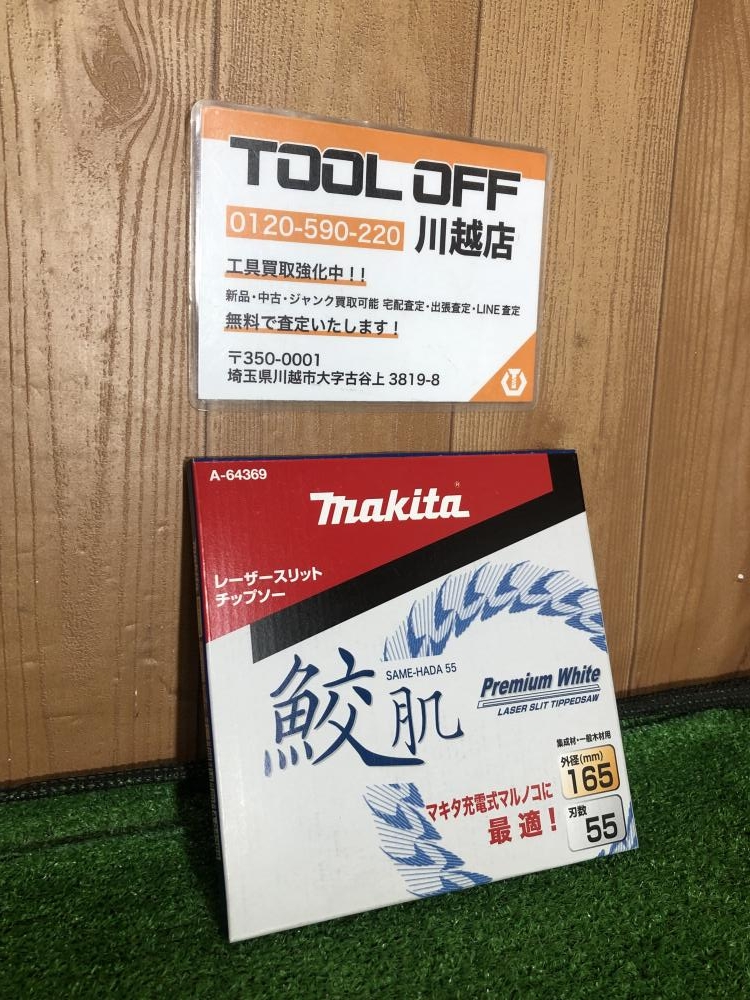 TOOL OFF
0120-590-220 川越店
工具買取強化中！！
新品・中古・ジャンク買取可能 宅配査定・出張査定・LINE査定
無料で査定いたします！
〒350-0001
埼玉県川越市大字古谷上 3819-8
A-64369
makita®
レーザースリット
チップソー
鮫肌
SAME-HADA 55
Premium White
LASER SLIT TIPPEDSAW
集成材・一般木材用
外径(mm)
165
マキタ充電式マルノコに
最適！
刃数
55